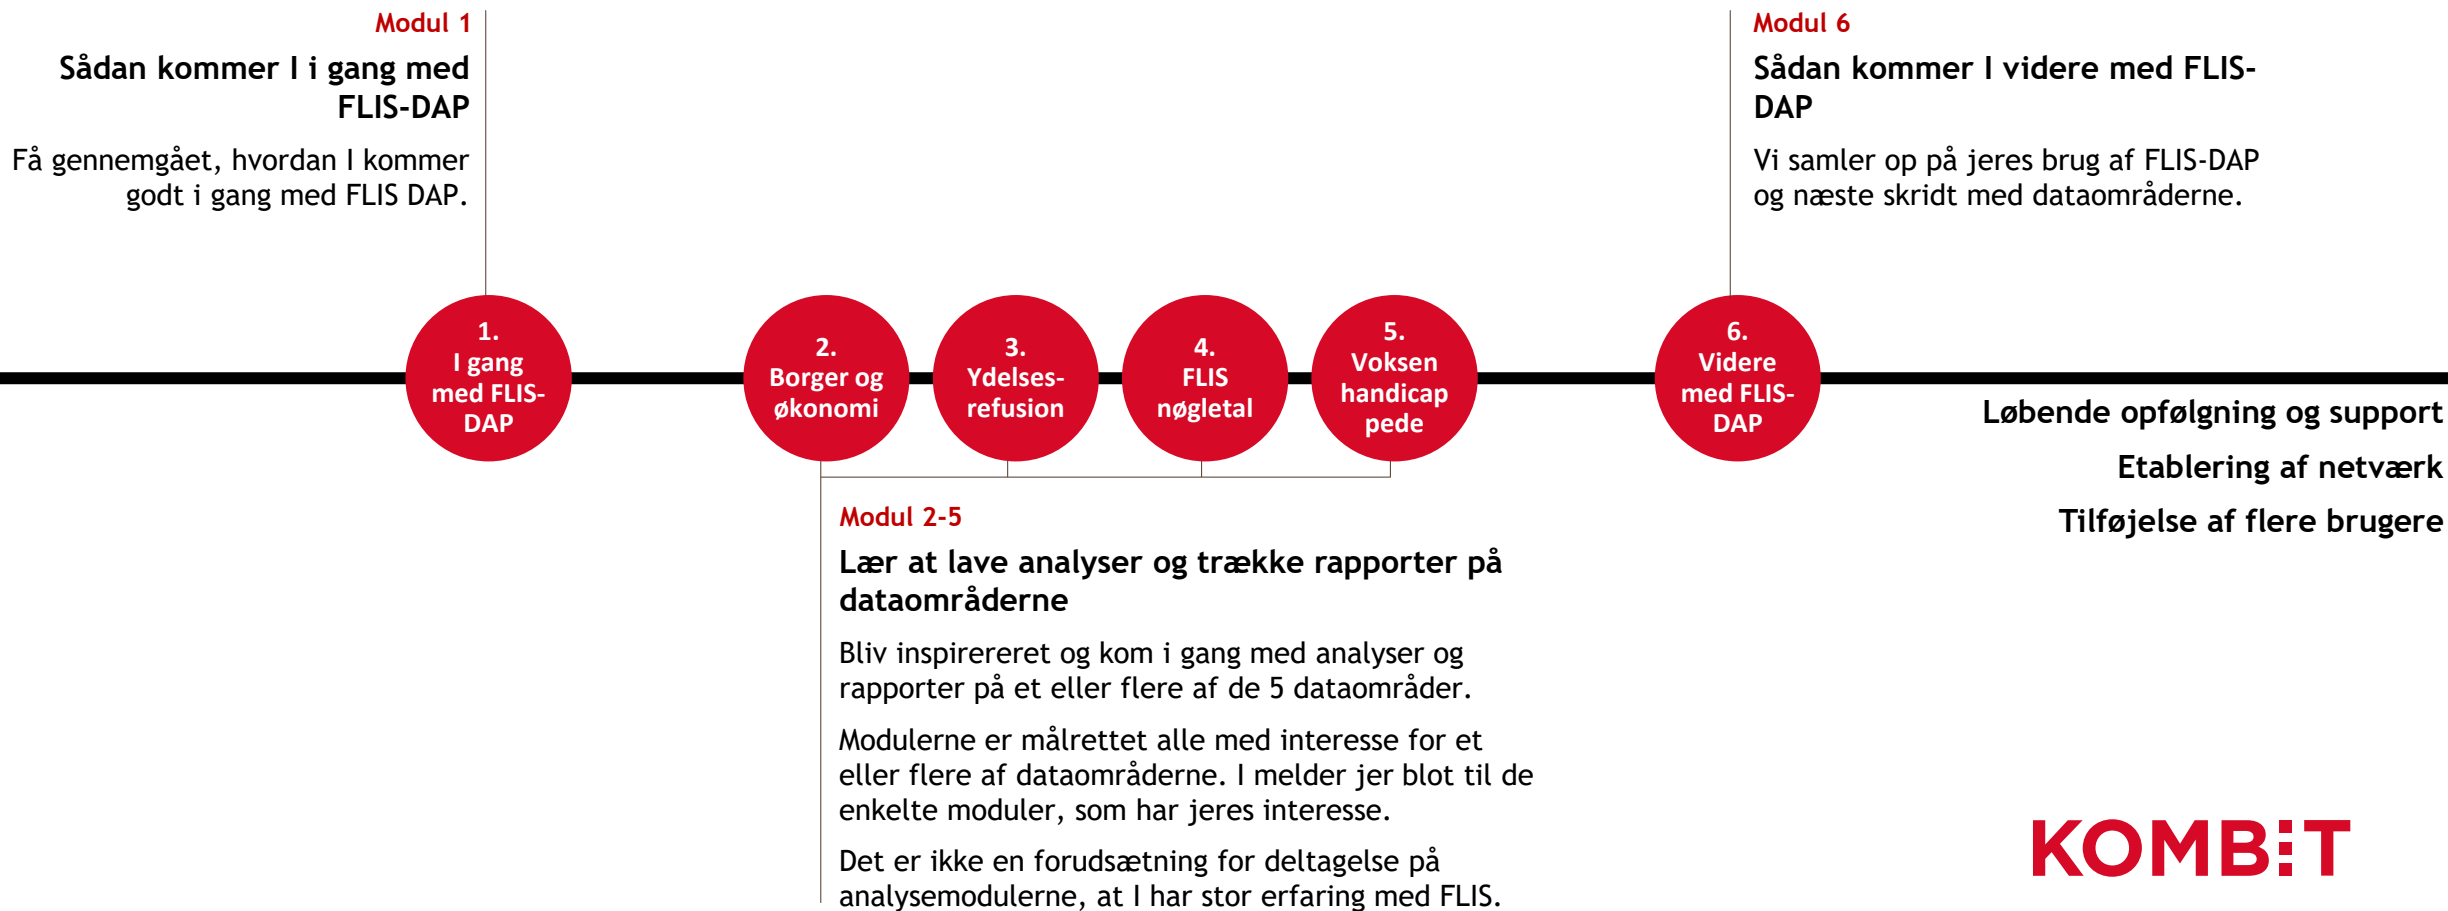 Modul 1
Sådan kommer I i gang med
FLIS-DAP
Få gennemgået, hvordan I kommer
godt i gang med FLIS DAP.
Modul 6
Sådan kommer I videre med FLIS-
DAP
Vi samler op på jeres brug af FLIS-DAP
og næste skridt med dataområderne.
1.
I gang
med FLIS-
DAP
2.
Borger og
økonomi
3.
Ydelses-
refusion
4.
FLIS
nøgletal
5.
Voksen
handicap
pede
6.
Videre
med FLIS-
DAP
Løbende opfølgning og support
Etablering af netværk
Tilføjelse af flere brugere
Modul 2-5
Lær at lave analyser og trække rapporter på
dataområderne
Bliv inspirereret og kom i gang med analyser og
rapporter på et eller flere af de 5 dataområder.
Modulerne er målrettet alle med interesse for et
eller flere af dataområderne. I melder jer blot til de
enkelte moduler, som har jeres interesse.
Det er ikke en forudsætning for deltagelse på
analysemodulerne, at I har stor erfaring med FLIS.
KOMBIT